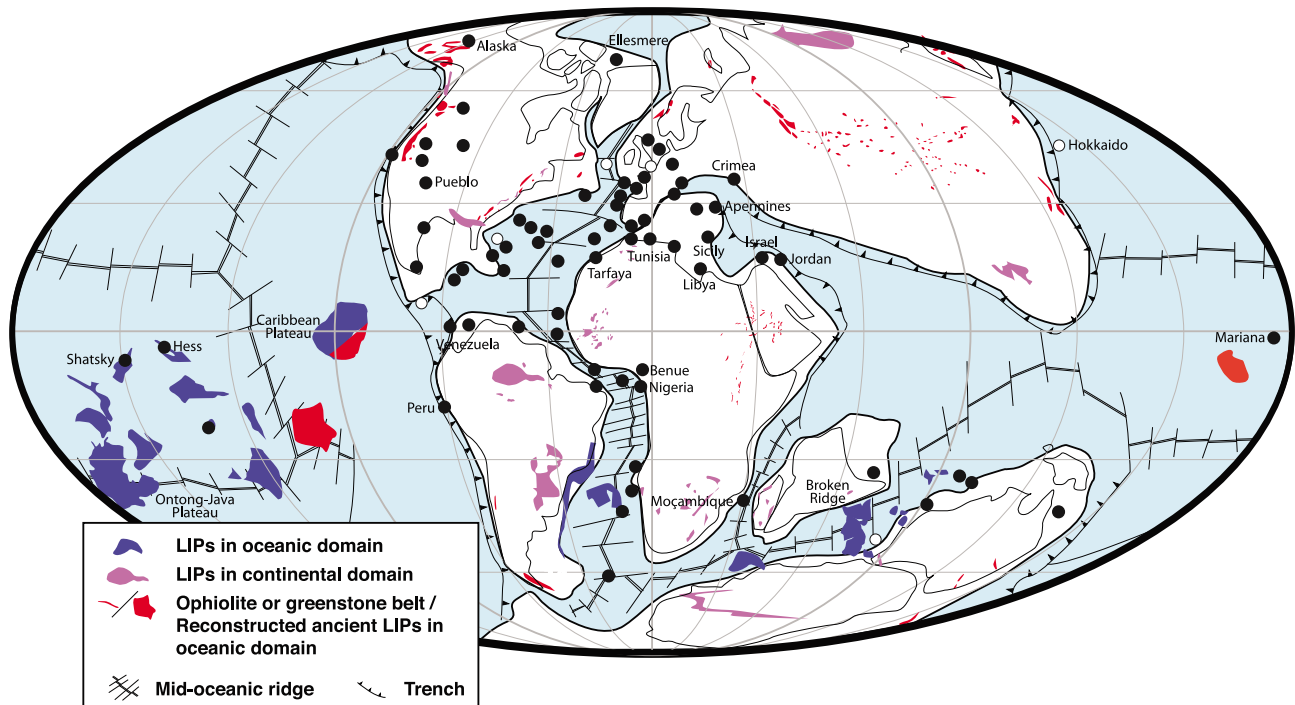 Alaska
Ellesmere
Hokkaido
Crimea
Pueblo
Apennines
Sicily
Israel
Tunisia
Jordan
Tarfaya
Libya
Caribbean
Plateau
Hess
Shatsky
Venezuela
Mariana
Benue
Nigeria
Peru
Moçambique
Broken
Ridge
Ontong-Java
Plateau
LIPs in oceanic domain
LIPs in continental domain
Ophiolite or greenstone belt /
Reconstructed ancient LIPs in
oceanic domain
Mid-oceanic ridge
Trench